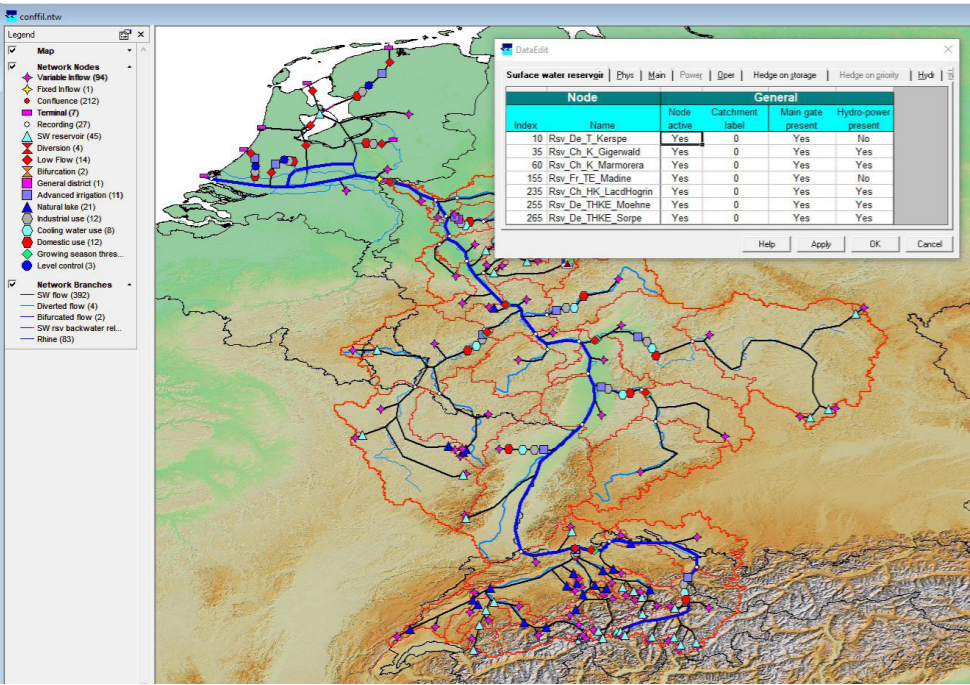 conffil.ntw
Legend
Map
Network Nodes
Variable Inflow (94)
Fixed Inflow (1)
Confluence (212)
Terminal (7)
Recording (27)
SW reservoir (45)
Diversion (4)
Low Flow (14)
Bifurcation (2)
General district (1)
Advanced irrigation (11)
Natural lake (21)
Industrial use (12)
Cooling water use (8)
Domestic use (12)
Growing season thres...
Level control (3)
Network Branches
SW flow (392)
Diverted flow (4)
Bifurcated flow (2)
SW rsv backwater rel...
Rhine (83)
DataEdit
Surface water reservoir Phys Main Power Oper Hedge on storage Hedge on priority Hydr
Node General
Node Catchment Main gate Hydro-power
Index Name active label present present
10 Rsv_De_T_Kerspe Yes 0 Yes No
35 Rsv_Ch_K_Gigerwald Yes 0 Yes Yes
60 Rsv_Ch_K_Marmorera Yes 0 Yes Yes
155 Rsv_Fr_TE_Madine Yes 0 Yes No
235 Rsv_Ch_HK_LacdHogrin Yes 0 Yes Yes
255 Rsv_De_THKE_Moehne Yes 0 Yes Yes
265 Rsv_De_THKE_Sorpe Yes 0 Yes Yes
Help Apply OK Cancel